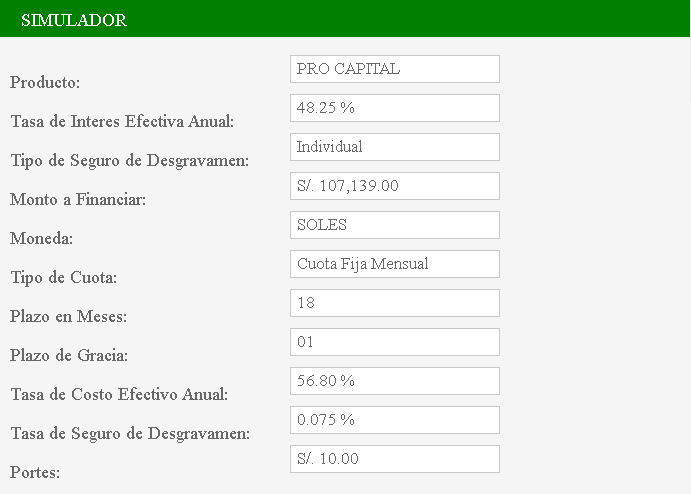 SIMULADOR
Producto: PRO CAPITAL
Tasa de Interes Efectiva Anual: 48.25 %
Tipo de Seguro de Desgravamen: Individual
Monto a Financiar: S/. 107,139.00
Moneda: SOLES
Tipo de Cuota: Cuota Fija Mensual
Plazo en Meses: 18
Plazo de Gracia: 01
Tasa de Costo Efectivo Anual: 56.80 %
Tasa de Seguro de Desgravamen: 0.075 %
Portes: S/. 10.00